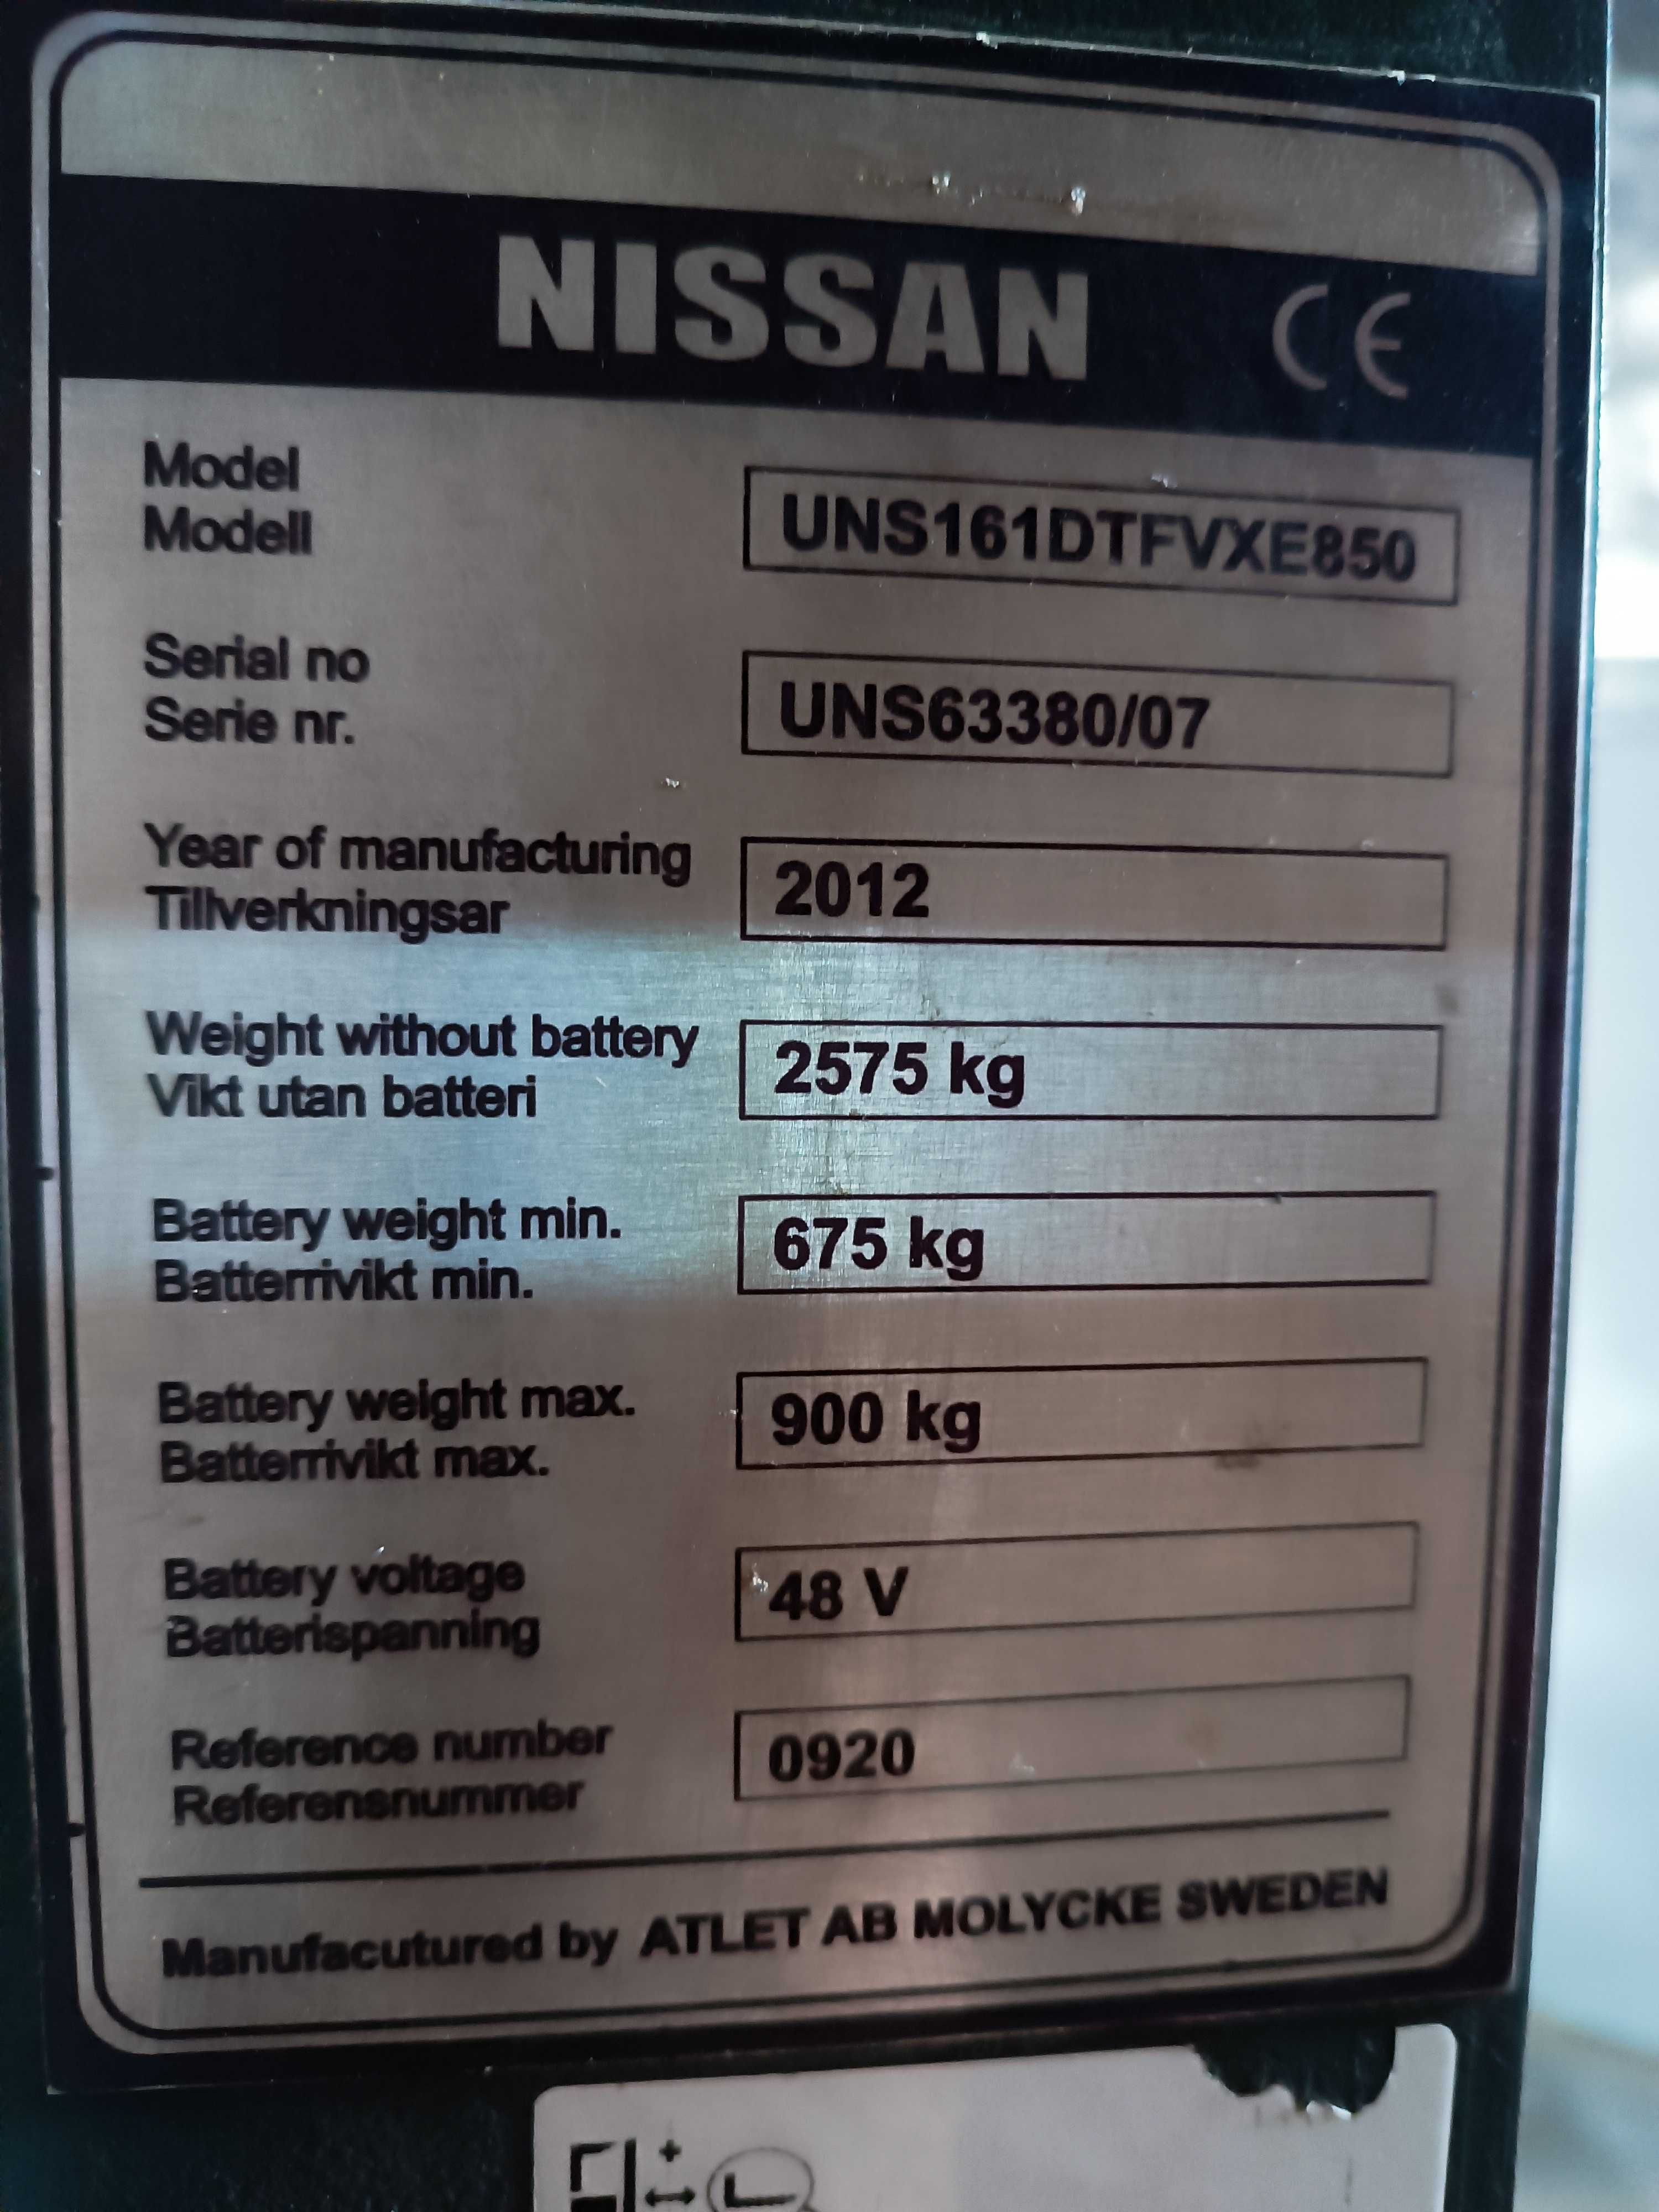 NISSAN CE
Model
Modell
UNS161DTFVXE850
Serial no
Serie nr.
UNS63380/07
Year of manufacturing
Tillverkningsar
2012
Weight without battery
Vikt utan batteri
2575 kg
Battery weight min.
Batterrivikt min.
675 kg
Battery weight max.
Batterrivikt max.
900 kg
Battery voltage
Batterispanning
48 V
Reference number
Referensnummer
0920
Manufacutured by ATLET AB MOLYCKE SWEDEN